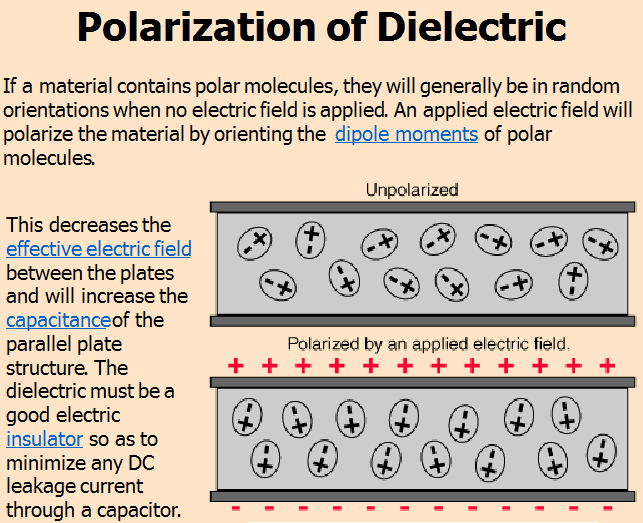 Polarization of Dielectric
If a material contains polar molecules, they will generally be in random
orientations when no electric field is applied. An applied electric field will
polarize the material by orienting the dipole moments of polar
molecules.
This decreases the
effective electric field
between the plates
and will increase the
capacitanceof the
parallel plate
structure. The
dielectric must be a
good electric
insulator so as to
minimize any DC
leakage current
through a capacitor.
Unpolarized
Polarized by an applied electric field.
+ + + + + + + + + + + +
- - - - - - - - - - - -